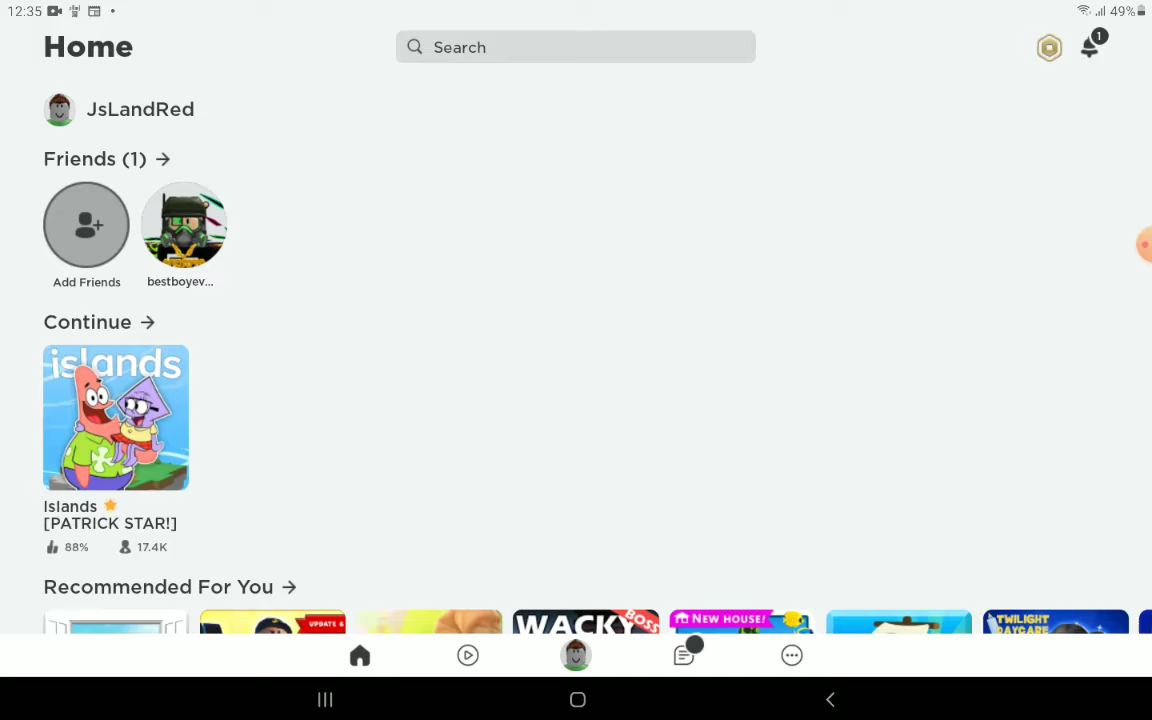 12:35
49%
Home
Search
1
JsLandRed
Friends (1)
Add Friends
bestboyev...
Continue
islands
Islands
[PATRICK STAR!]
88%
17.4K
Recommended For You
UPDATE 6
WACKY
BOSS
NEW HOUSE!
TWILIGHT
DAYCARE